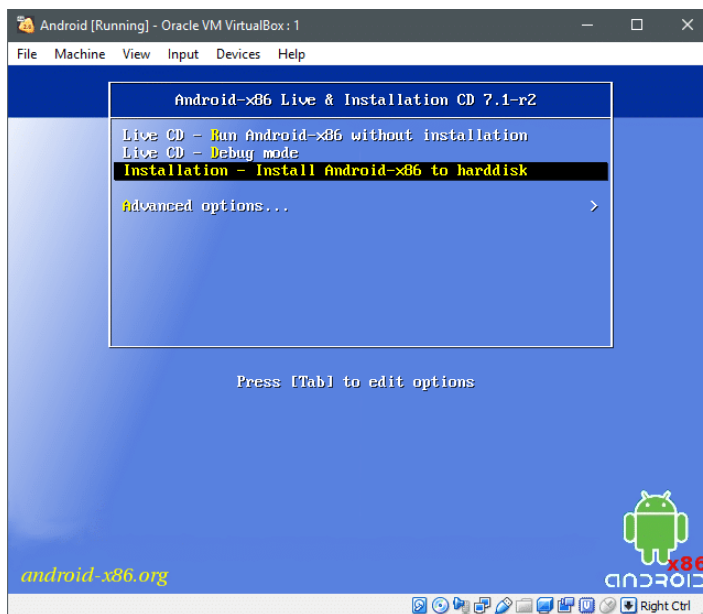 Android [Running] - Oracle VM VirtualBox : 1
File Machine View Input Devices Help
Android-x86 Live & Installation CD 7.1-r2
Live CD - Run Android-x86 without installation
Live CD - Debug mode
Installation - Install Android-x86 to harddisk
Advanced options... >
Press [Tab] to edit options
android-x86.org
x86
ANDROID
Right Ctrl